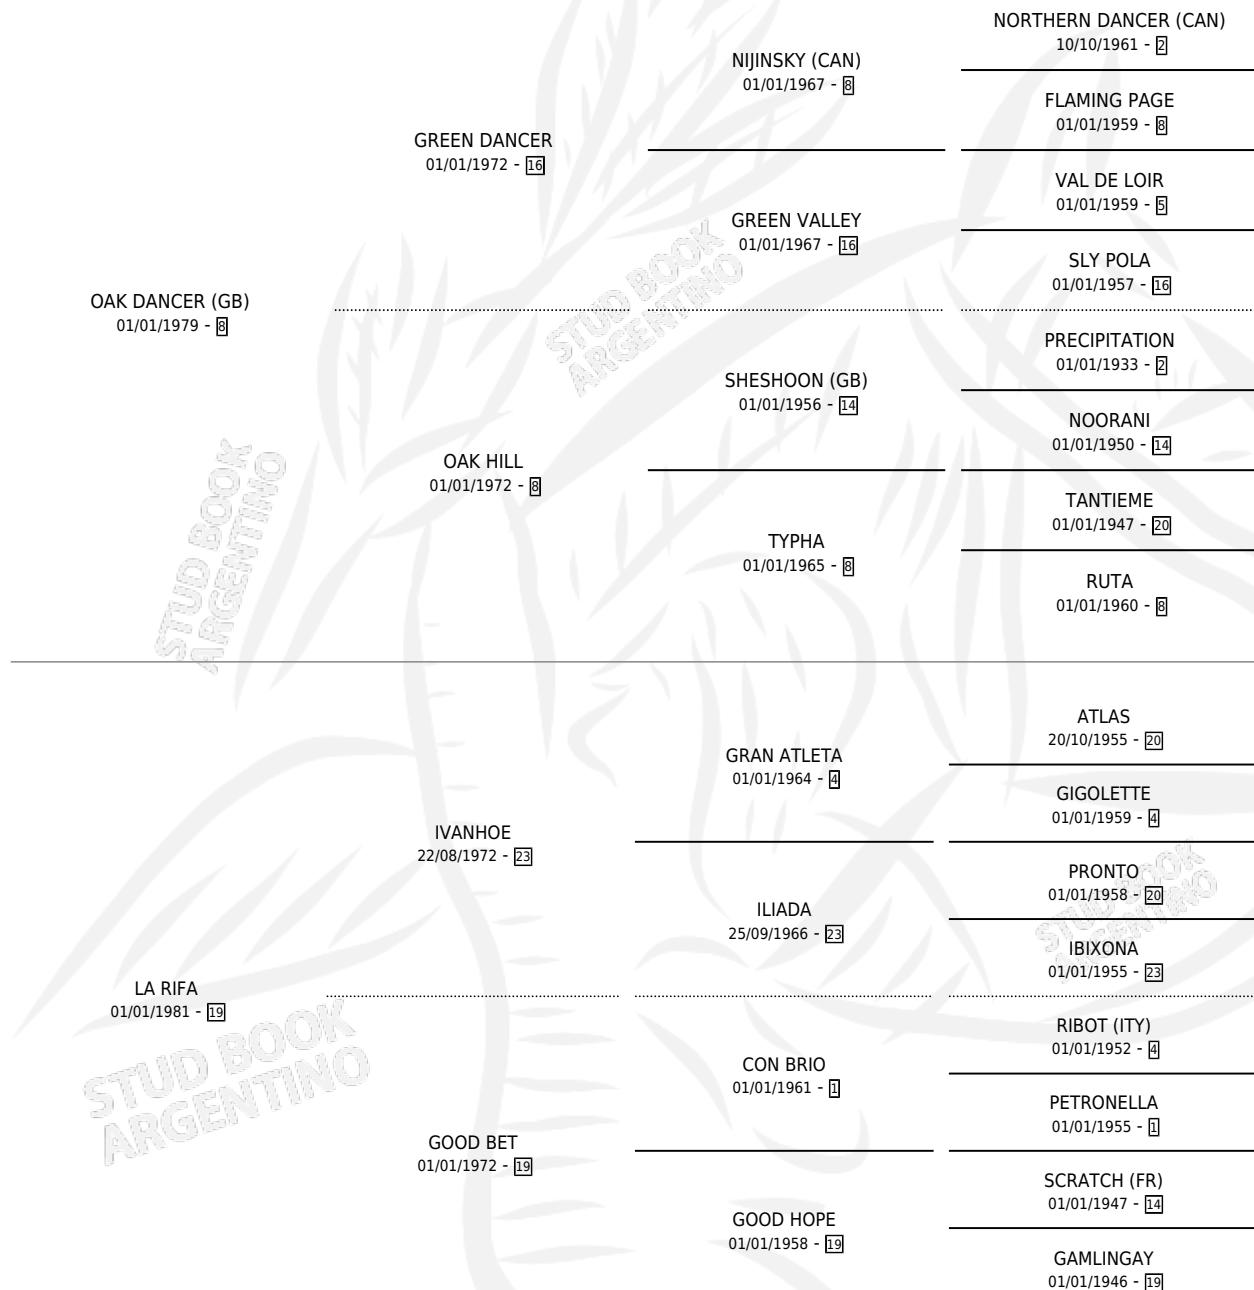 NORTHERN DANCER (CAN)
10/10/1961 - 2
NIJINSKY (CAN)
01/01/1967 - 8
FLAMING PAGE
01/01/1959 - 8
GREEN DANCER
01/01/1972 - 16
VAL DE LOIR
01/01/1959 - 5
GREEN VALLEY
01/01/1967 - 16
SLY POLA
01/01/1957 - 16
OAK DANCER (GB)
01/01/1979 - 8
STUD BOOK
ARGENTINO
PRECIPITATION
01/01/1933 - 2
SHESHOON (GB)
01/01/1956 - 14
NOORANI
01/01/1950 - 14
OAK HILL
01/01/1972 - 8
TANTIEME
01/01/1947 - 20
TYPHA
01/01/1965 - 8
RUTA
01/01/1960 - 8
STUD BOOK
ARGENTINO
ATLAS
20/10/1955 - 20
GRAN ATLETA
01/01/1964 - 4
GIGOLETTE
01/01/1959 - 4
IVANHOE
22/08/1972 - 23
PRONTO
01/01/1958 - 20
ILIADA
25/09/1966 - 23
IBIXONA
01/01/1955 - 23
STUD BOOK
ARGENTINO
LA RIFA
01/01/1981 - 19
RIBOT (ITY)
01/01/1952 - 4
CON BRIO
01/01/1961 - 1
PETRONELLA
01/01/1955 - 1
STUD BOOK
ARGENTINO
GOOD BET
01/01/1972 - 19
SCRATCH (FR)
01/01/1947 - 14
GOOD HOPE
01/01/1958 - 19
GAMLINGAY
01/01/1946 - 19